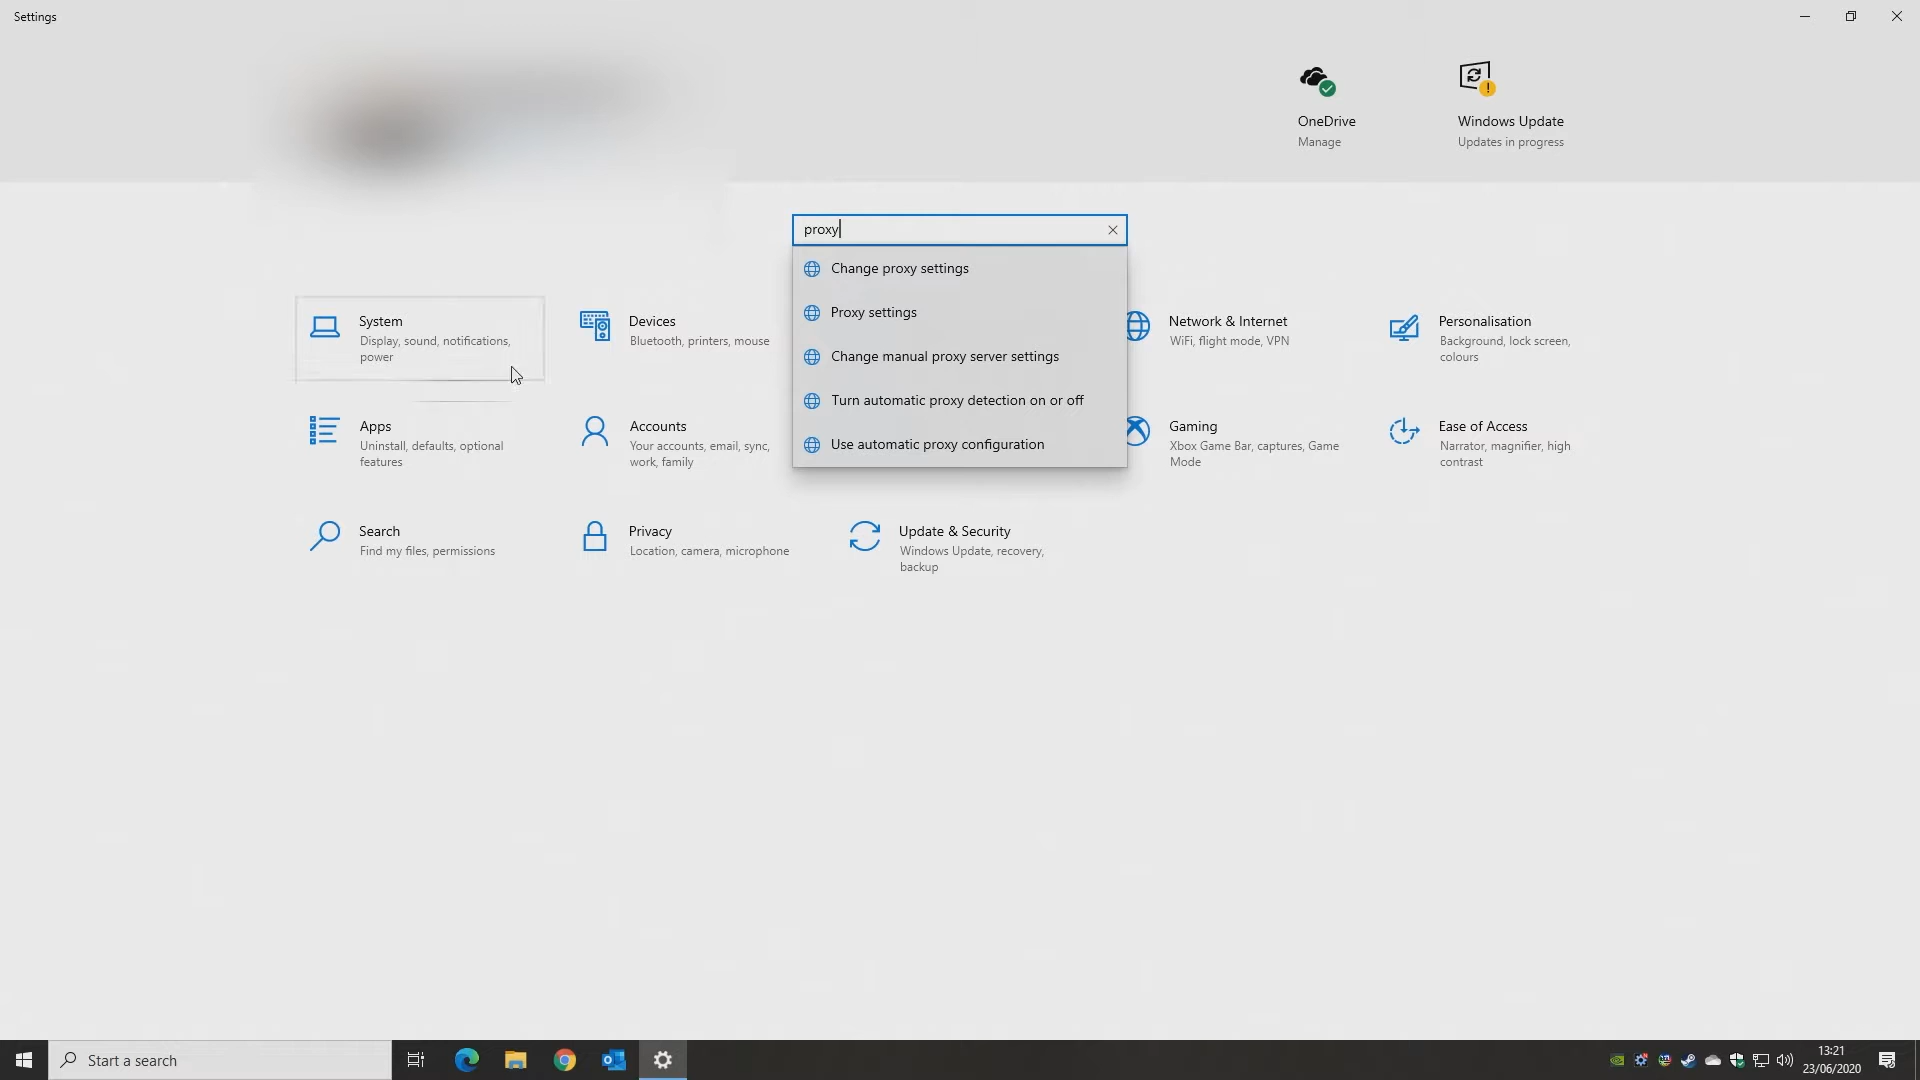 Settings
OneDrive
Manage
Windows Update
Updates in progress
proxy
Change proxy settings
Proxy settings
Change manual proxy server settings
Turn automatic proxy detection on or off
Use automatic proxy configuration
System
Display, sound, notifications,
power
Devices
Bluetooth, printers, mouse
Network & Internet
WiFi, flight mode, VPN
Personalisation
Background, lock screen,
colours
Apps
Uninstall, defaults, optional
features
Accounts
Your accounts, email, sync,
work, family
Gaming
Xbox Game Bar, captures, Game
Mode
Ease of Access
Narrator, magnifier, high
contrast
Search
Find my files, permissions
Privacy
Location, camera, microphone
Update & Security
Windows Update, recovery,
backup
Start a search
13:21
23/06/2020